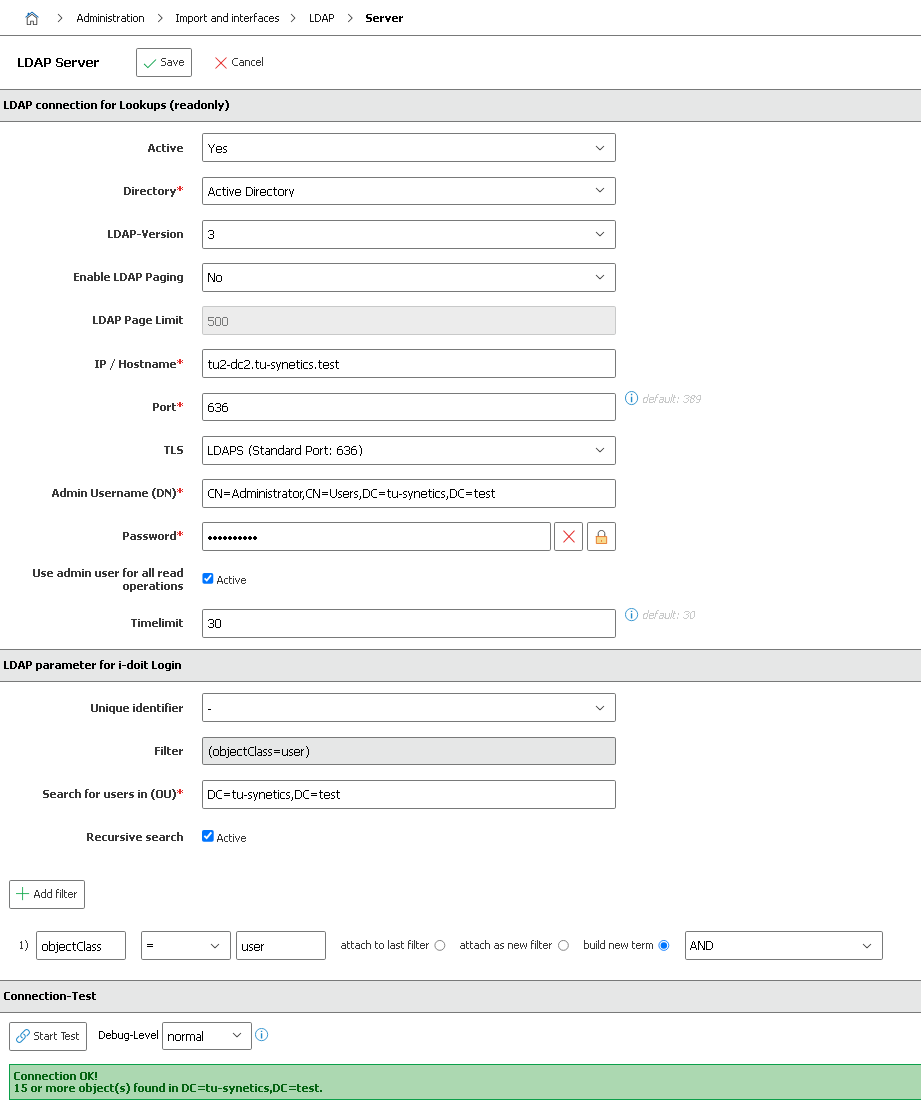 Administration > Import and interfaces > LDAP > Server
LDAP Server Save Cancel
LDAP connection for Lookups (readonly)
Active Yes
Directory* Active Directory
LDAP-Version 3
Enable LDAP Paging No
LDAP Page Limit 500
IP / Hostname* tu2-dc2.tu-synetics.test
Port* 636 default: 389
TLS LDAPS (Standard Port: 636)
Admin Username (DN)* CN=Administrator,CN=Users,DC=tu-synetics,DC=test
Password* ••••••••••
Use admin user for all read
operations Active
Timelimit 30 default: 30
LDAP parameter for i-doit Login
Unique identifier -
Filter (objectClass=user)
Search for users in (OU)* DC=tu-synetics,DC=test
Recursive search Active
Add filter
1) objectClass = user attach to last filter attach as new filter build new term AND
Connection-Test
Start Test Debug-Level normal
Connection OK!
15 or more object(s) found in DC=tu-synetics,DC=test.